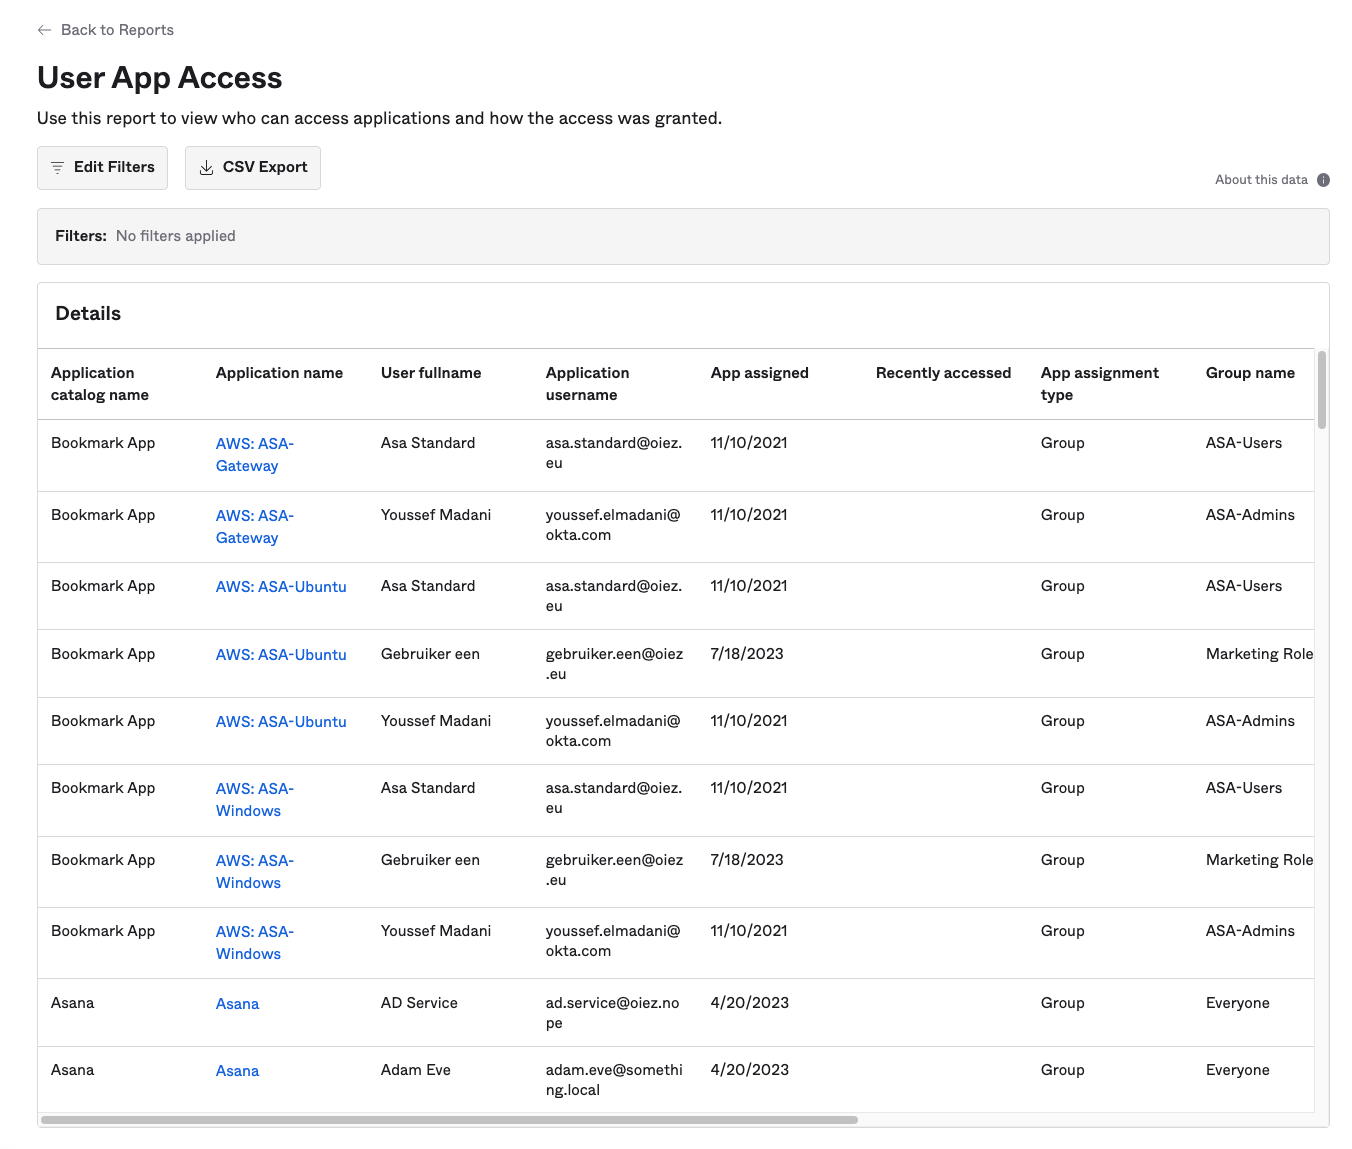 Back to Reports
User App Access
Use this report to view who can access applications and how the access was granted.
Edit Filters
CSV Export
About this data
Filters: No filters applied
Details
Application catalog name Application name User fullname Application username App assigned Recently accessed App assignment type Group name
Bookmark App AWS: ASA-Gateway Asa Standard asa.standard@oiez.eu 11/10/2021 Group ASA-Users
Bookmark App AWS: ASA-Gateway Youssef Madani youssef.elmadani@okta.com 11/10/2021 Group ASA-Admins
Bookmark App AWS: ASA-Ubuntu Asa Standard asa.standard@oiez.eu 11/10/2021 Group ASA-Users
Bookmark App AWS: ASA-Ubuntu Gebruiker een gebruiker.een@oiez.eu 7/18/2023 Group Marketing Role
Bookmark App AWS: ASA-Ubuntu Youssef Madani youssef.elmadani@okta.com 11/10/2021 Group ASA-Admins
Bookmark App AWS: ASA-Windows Asa Standard asa.standard@oiez.eu 11/10/2021 Group ASA-Users
Bookmark App AWS: ASA-Windows Gebruiker een gebruiker.een@oiez.eu 7/18/2023 Group Marketing Role
Bookmark App AWS: ASA-Windows Youssef Madani youssef.elmadani@okta.com 11/10/2021 Group ASA-Admins
Asana Asana AD Service ad.service@oiez.nope 4/20/2023 Group Everyone
Asana Asana Adam Eve adam.eve@something.local 4/20/2023 Group Everyone